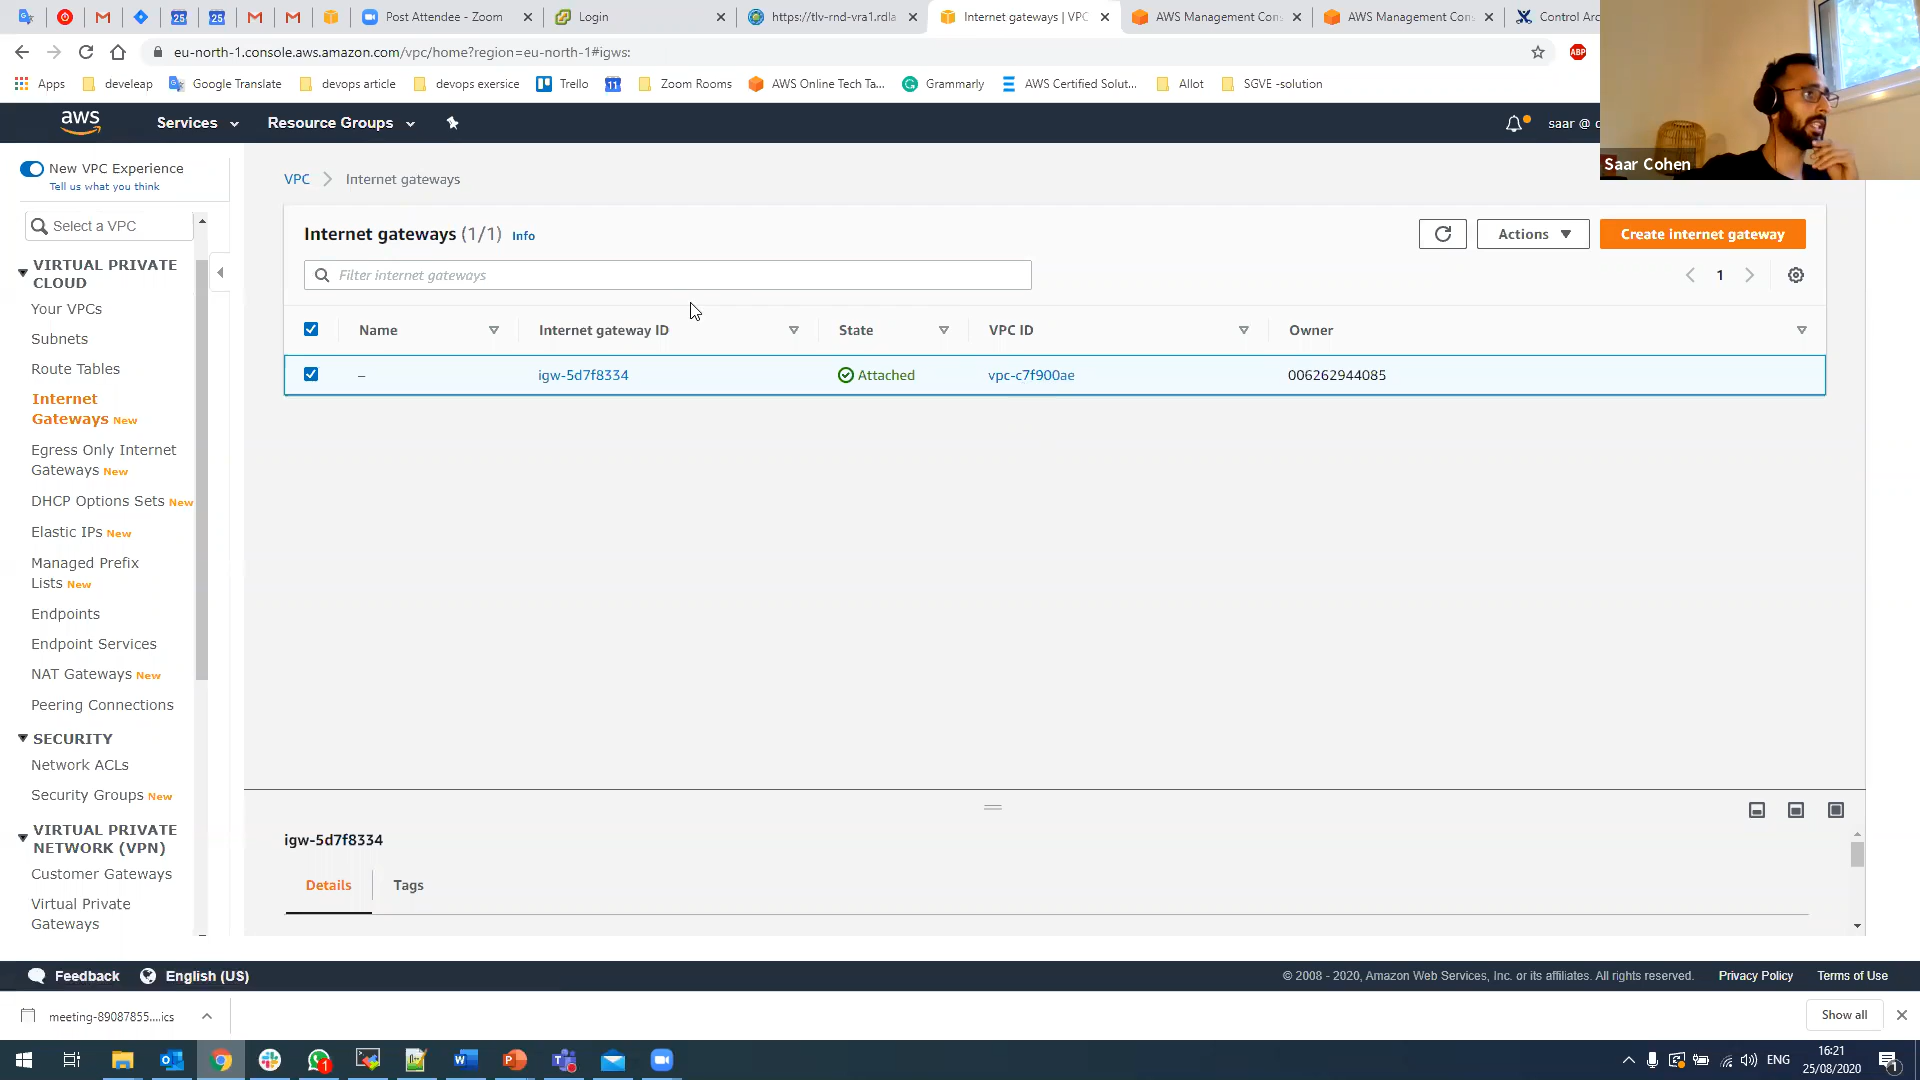 Post Attendee - Zoom
Login
https://tlv-rnd-vra1.rdla
Internet gateways | VPC
AWS Management Con
AWS Management Con
Control Arc
eu-north-1.console.aws.amazon.com/vpc/home?region=eu-north-1#igws:
ABP
Apps
develeap
Google Translate
devops article
devops exersice
Trello
11
Zoom Rooms
AWS Online Tech Ta...
Grammarly
AWS Certified Solut...
Allot
SGVE -solution
aws
Services
Resource Groups
saar @
Saar Cohen
New VPC Experience
Tell us what you think
Select a VPC
VIRTUAL PRIVATE
CLOUD
Your VPCs
Subnets
Route Tables
Internet
Gateways New
Egress Only Internet
Gateways New
DHCP Options Sets New
Elastic IPs New
Managed Prefix
Lists New
Endpoints
Endpoint Services
NAT Gateways New
Peering Connections
SECURITY
Network ACLs
Security Groups New
VIRTUAL PRIVATE
NETWORK (VPN)
Customer Gateways
Virtual Private
Gateways
VPC > Internet gateways
Internet gateways (1/1) Info
Actions
Create internet gateway
Filter internet gateways
1
Name
Internet gateway ID
State
VPC ID
Owner
–
igw-5d7f8334
Attached
vpc-c7f900ae
006262944085
igw-5d7f8334
Details
Tags
Feedback
English (US)
© 2008 - 2020, Amazon Web Services, Inc. or its affiliates. All rights reserved.
Privacy Policy
Terms of Use
meeting-89087855....ics
Show all
ENG
16:21
25/08/2020